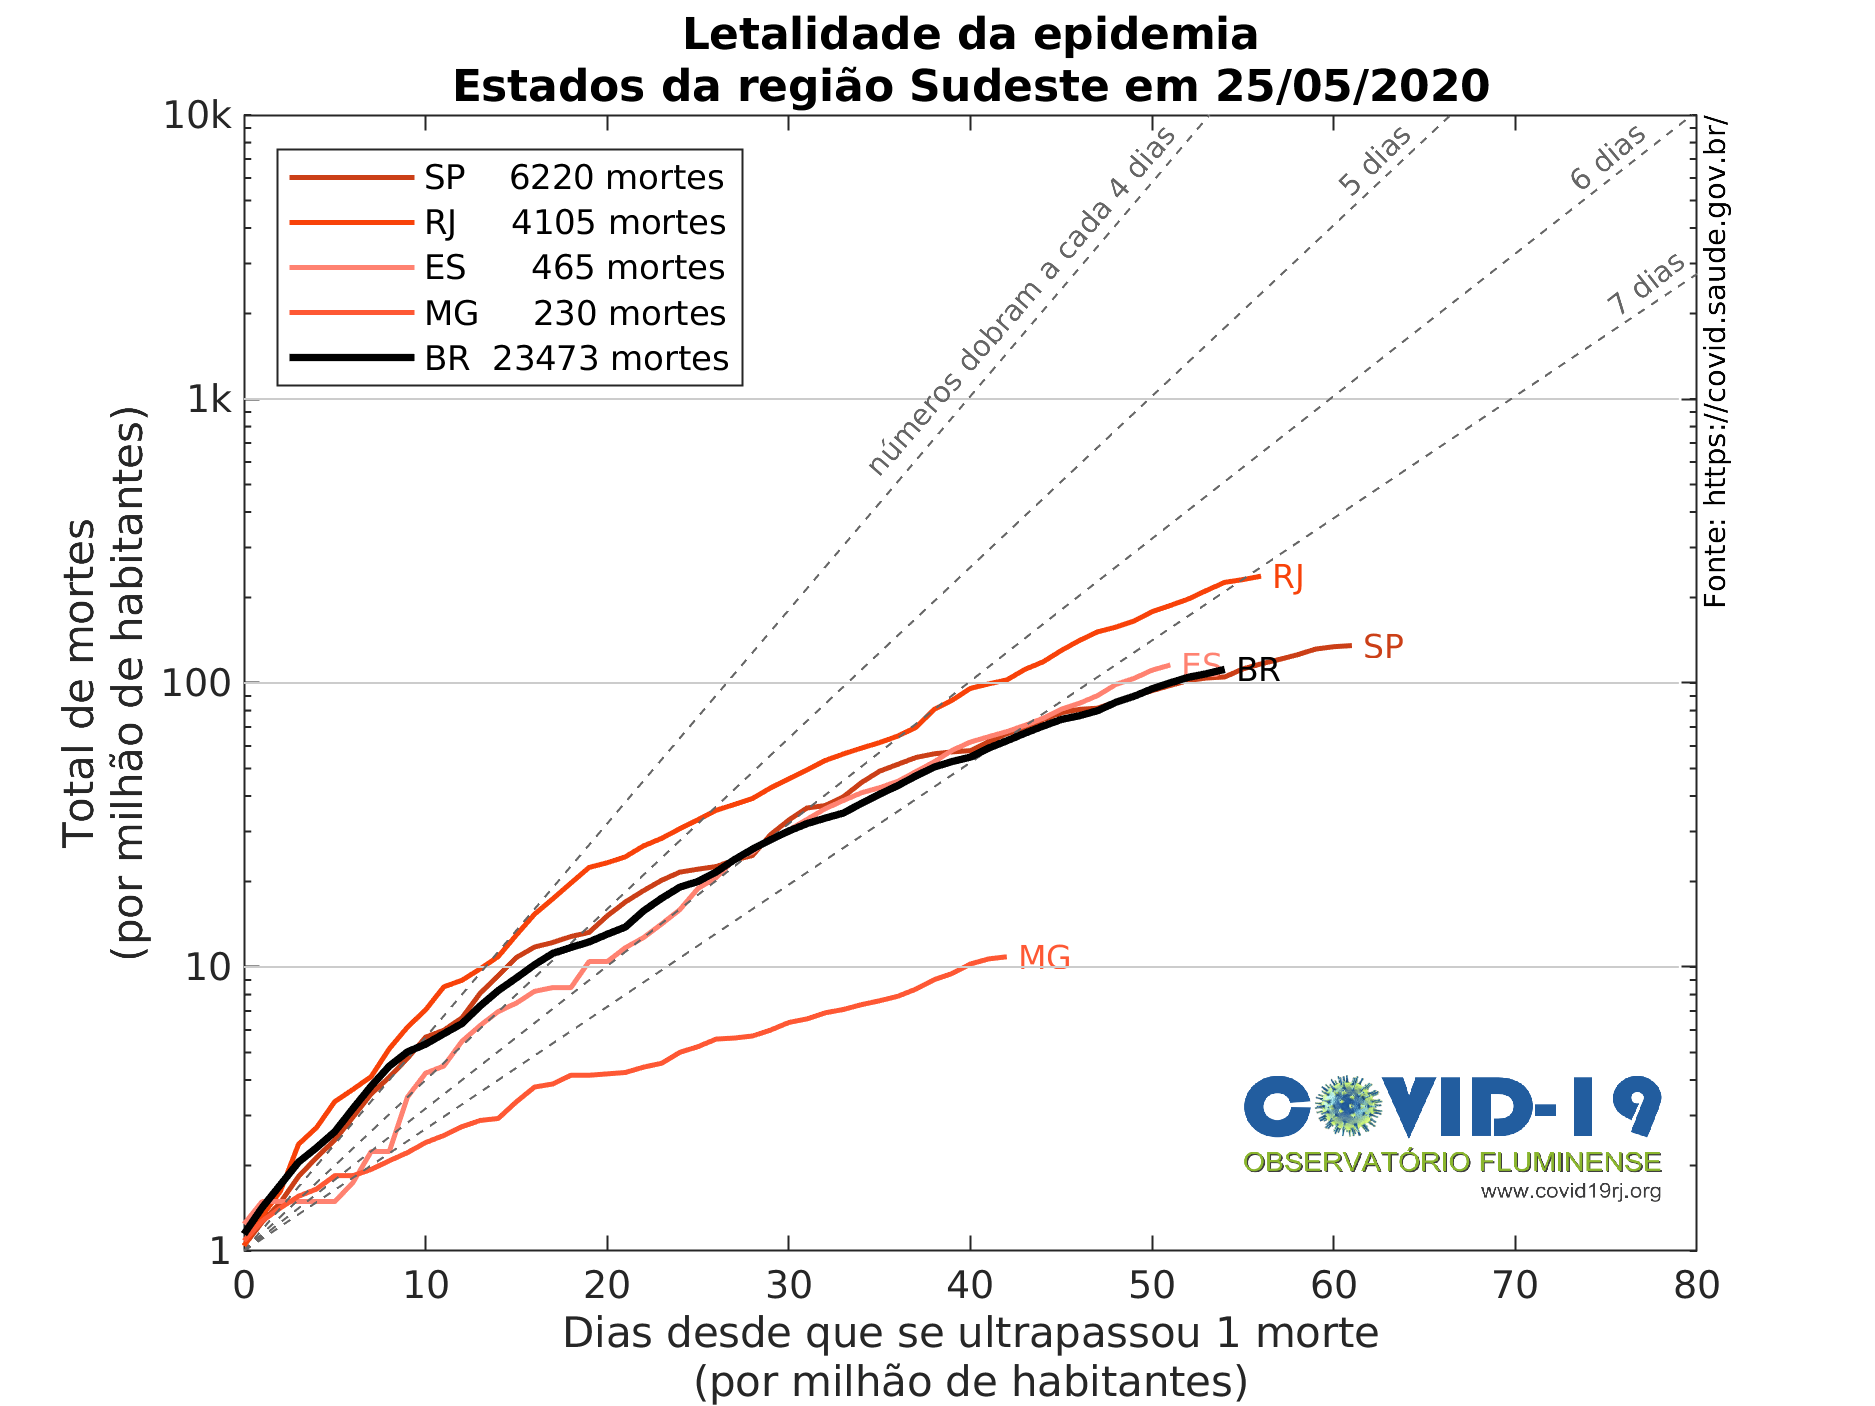 Letalidade da epidemia
Estados da região Sudeste em 25/05/2020
10k
1k
100
10
1
Total de mortes
(por milhão de habitantes)
SP 6220 mortes
RJ 4105 mortes
ES 465 mortes
MG 230 mortes
BR 23473 mortes
números dobram a cada 4 dias
5 dias
6 dias
7 dias
Fonte: https://covid.saude.gov.br/
RJ
SP
ES
BR
MG
COVID-19
OBSERVATÓRIO FLUMINENSE
www.covid19rj.org
0 10 20 30 40 50 60 70 80
Dias desde que se ultrapassou 1 morte
(por milhão de habitantes)